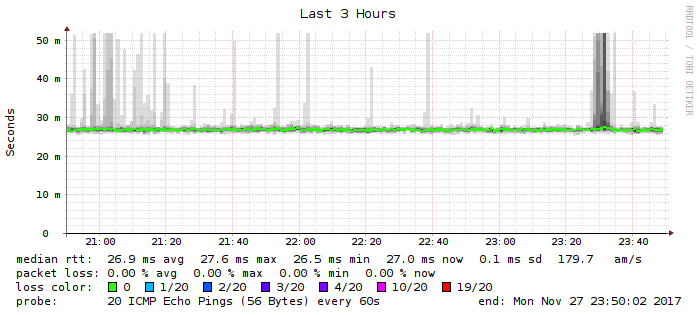 Last 3 Hours
RRDTOOL / TOBI OETIKER
Seconds
50 m
40 m
30 m
20 m
10 m
0
21:00 21:20 21:40 22:00 22:20 22:40 23:00 23:20 23:40
median rtt: 26.9 ms avg 27.6 ms max 26.5 ms min 27.0 ms now 0.1 ms sd 179.7 am/s
packet loss: 0.00 % avg 0.00 % max 0.00 % min 0.00 % now
loss color: 0 1/20 2/20 3/20 4/20 10/20 19/20
probe: 20 ICMP Echo Pings (56 Bytes) every 60s end: Mon Nov 27 23:50:02 2017